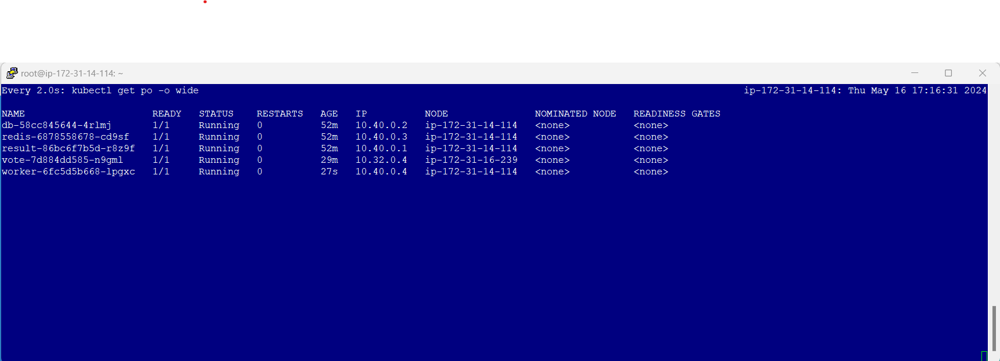 root@ip-172-31-14-114: ~
Every 2.0s: kubectl get po -o wide ip-172-31-14-114: Thu May 16 17:16:31 2024
NAME READY STATUS RESTARTS AGE IP NODE NOMINATED NODE READINESS GATES
db-58cc845644-4rlmj 1/1 Running 0 52m 10.40.0.2 ip-172-31-14-114 <none> <none>
redis-6878558678-cd9sf 1/1 Running 0 52m 10.40.0.3 ip-172-31-14-114 <none> <none>
result-86bc6f7b5d-r8z9f 1/1 Running 0 52m 10.40.0.1 ip-172-31-14-114 <none> <none>
vote-7d884dd585-n9gml 1/1 Running 0 29m 10.32.0.4 ip-172-31-16-239 <none> <none>
worker-6fc5d5b668-lpgxc 1/1 Running 0 27s 10.40.0.4 ip-172-31-14-114 <none> <none>